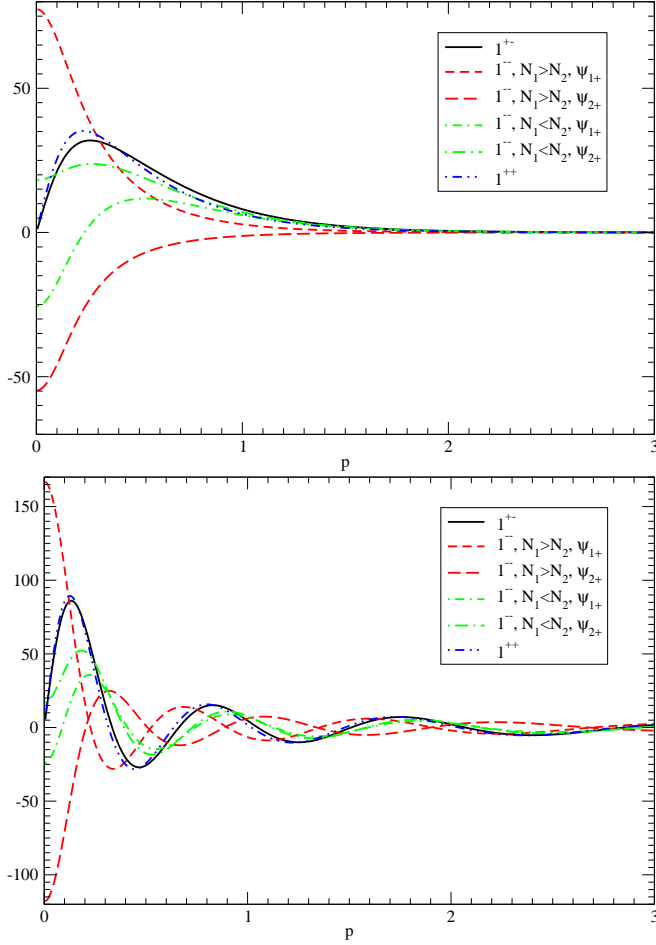 50
0
-50
1⁺⁻
1⁻⁻, N₁>N₂, ψ₁₊
1⁻⁻, N₁>N₂, ψ₂₊
1⁻⁻, N₁<N₂, ψ₁₊
1⁻⁻, N₁<N₂, ψ₂₊
1⁺⁺
0 1 2 3
p
150
100
50
0
-50
-100
1⁺⁻
1⁻⁻, N₁>N₂, ψ₁₊
1⁻⁻, N₁>N₂, ψ₂₊
1⁻⁻, N₁<N₂, ψ₁₊
1⁻⁻, N₁<N₂, ψ₂₊
1⁺⁺
0 1 2 3
p